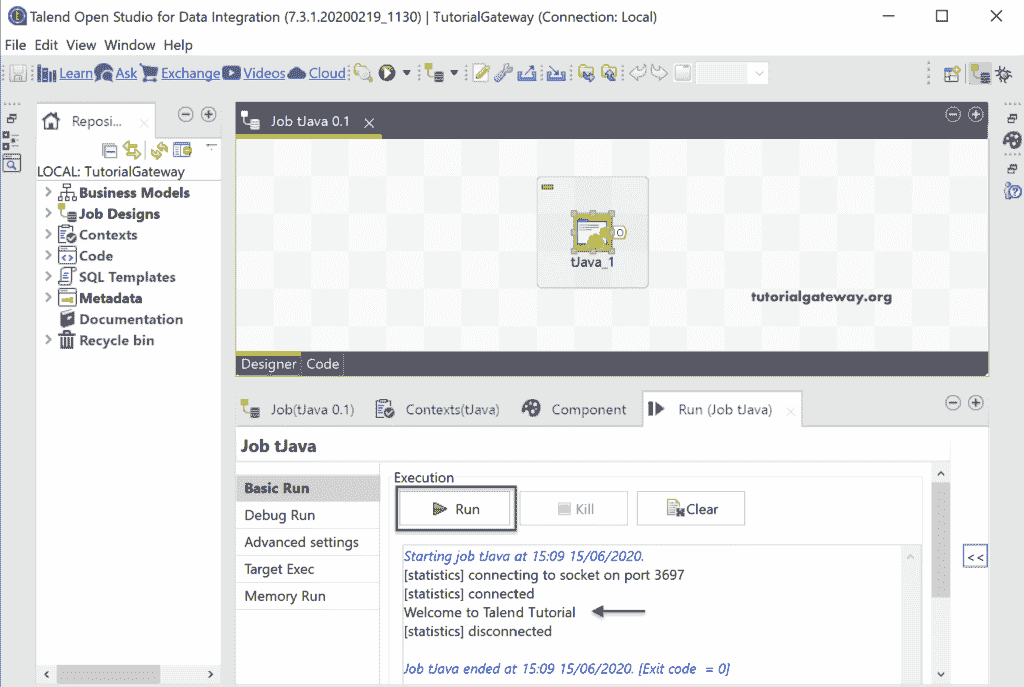 Talend Open Studio for Data Integration (7.3.1.20200219_1130) | TutorialGateway (Connection: Local)
File Edit View Window Help
Learn Ask Exchange Videos Cloud
Reposi...
Job tJava 0.1
LOCAL: TutorialGateway
Business Models
Job Designs
Contexts
Code
SQL Templates
Metadata
Documentation
Recycle bin
tJava_1
tutorialgateway.org
Designer Code
Job(tJava 0.1) Contexts(tJava) Component Run (Job tJava)
Job tJava
Basic Run
Debug Run
Advanced settings
Target Exec
Memory Run
Execution
Run Kill Clear
Starting job tJava at 15:09 15/06/2020.
[statistics] connecting to socket on port 3697
[statistics] connected
Welcome to Talend Tutorial
[statistics] disconnected
Job tJava ended at 15:09 15/06/2020. [Exit code = 0]
<<